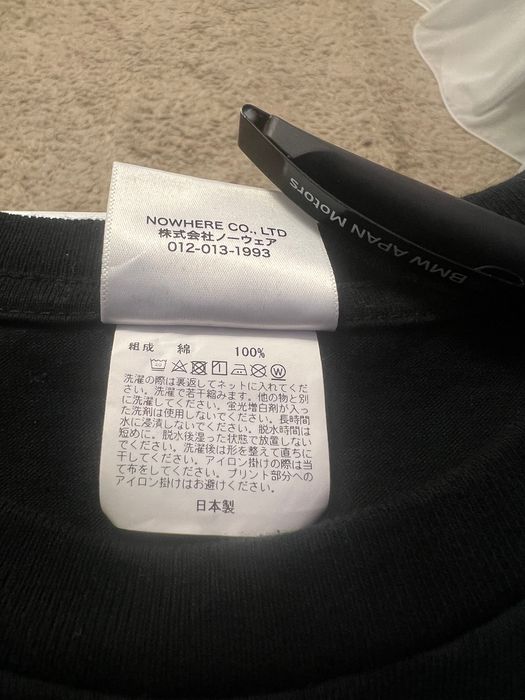 NOWHERE CO., LTD
株式会社ノーウェア
012-013-1993
BMW APAN Motors
組成 綿 100%
洗濯の際は裏返してネットに入れてくだ
さい。洗濯で若干縮みます。他の物と別
に洗濯してください。蛍光増白剤が入っ
た洗剤は使用しないでください。長時間
水に浸漬しないでください。脱水時間は
短めに。脱水後湿った状態で放置しない
でください。洗濯後は形を整えて直ちに
干してください。アイロン掛けの際は当
て布をしてください。プリント部分への
アイロン掛けはお避けください。
日本製